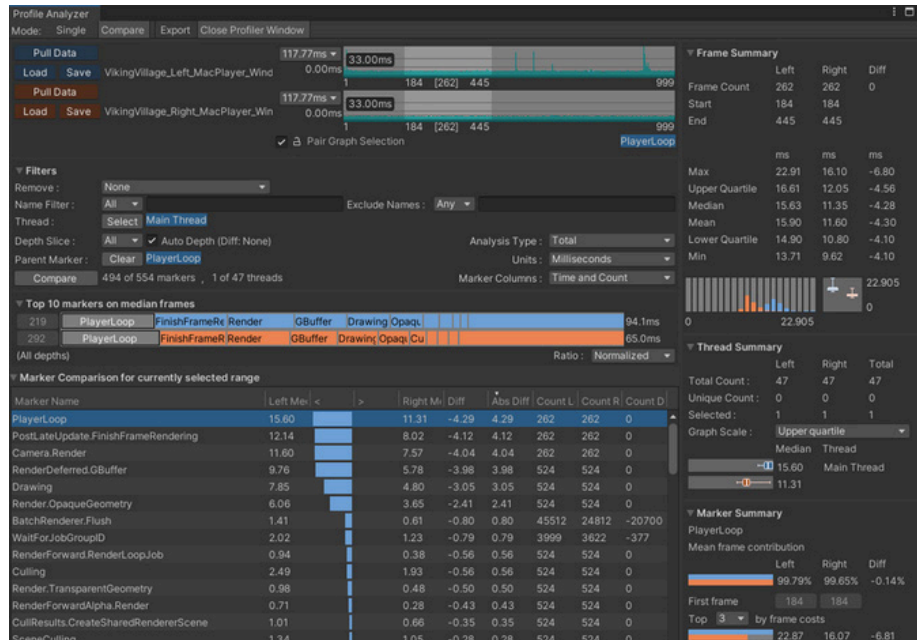 Profile Analyzer
Mode: Single Compare Export Close Profiler Window
Pull Data
Load Save VikingVillage_Left_MacPlayer_Wind
117.77ms
0.00ms
33.00ms
1 184 [262] 445 999
Pull Data
Load Save VikingVillage_Right_MacPlayer_Win
117.77ms
0.00ms
33.00ms
1 184 [262] 445 999
Pair Graph Selection PlayerLoop
Filters
Remove : None
Name Filter : All Exclude Names : Any
Thread : Select Main Thread
Depth Slice : All Auto Depth (Diff: None) Analysis Type : Total
Parent Marker : Clear PlayerLoop Units : Milliseconds
Compare 494 of 554 markers , 1 of 47 threads Marker Columns : Time and Count
Top 10 markers on median frames
219 PlayerLoop FinishFrameRe Render GBuffer Drawing Opaqu 94.1ms
292 PlayerLoop FinishFrameR Render GBuffer Drawing Opaqu Cu 65.0ms
(All depths) Ratio : Normalized
Marker Comparison for currently selected range
Marker Name Left Me < > Right M Diff Abs Diff Count L Count R Count D
PlayerLoop 15.60 11.31 -4.29 4.29 262 262 0
PostLateUpdate.FinishFrameRendering 12.14 8.02 -4.12 4.12 262 262 0
Camera.Render 11.60 7.57 -4.04 4.04 262 262 0
RenderDeferred.GBuffer 9.76 5.78 -3.98 3.98 524 524 0
Drawing 7.85 4.80 -3.05 3.05 524 524 0
Render.OpaqueGeometry 6.06 3.65 -2.41 2.41 524 524 0
BatchRenderer.Flush 1.41 0.61 -0.80 0.80 45512 24812 -20700
WaitForJobGroupID 2.02 1.23 -0.79 0.79 3999 3622 -377
RenderForward.RenderLoopJob 0.94 0.38 -0.56 0.56 524 524 0
Culling 2.49 1.93 -0.56 0.56 524 524 0
Render.TransparentGeometry 0.98 0.48 -0.50 0.50 524 524 0
RenderForwardAlpha.Render 0.71 0.28 -0.43 0.43 524 524 0
CullResults.CreateSharedRendererScene 1.01 0.66 -0.35 0.35 524 524 0
SceneCulling 1.34 1.05 -0.28 0.28 524 524 0
Frame Summary
Left Right Diff
Frame Count 262 262 0
Start 184 184
End 445 445
ms ms ms
Max 22.91 16.10 -6.80
Upper Quartile 16.61 12.05 -4.56
Median 15.63 11.35 -4.28
Mean 15.90 11.60 -4.30
Lower Quartile 14.90 10.80 -4.10
Min 13.71 9.62 -4.10
22.905
0
0 22.905
Thread Summary
Left Right Total
Total Count : 47 47 47
Unique Count : 0 0 0
Selected : 1 1 1
Graph Scale : Upper quartile
Median Thread
15.60 Main Thread
11.31
Marker Summary
PlayerLoop
Mean frame contribution
Left Right Diff
99.79% 99.65% -0.14%
First frame 184 184
Top 3 by frame costs
22.87 16.07 -6.81